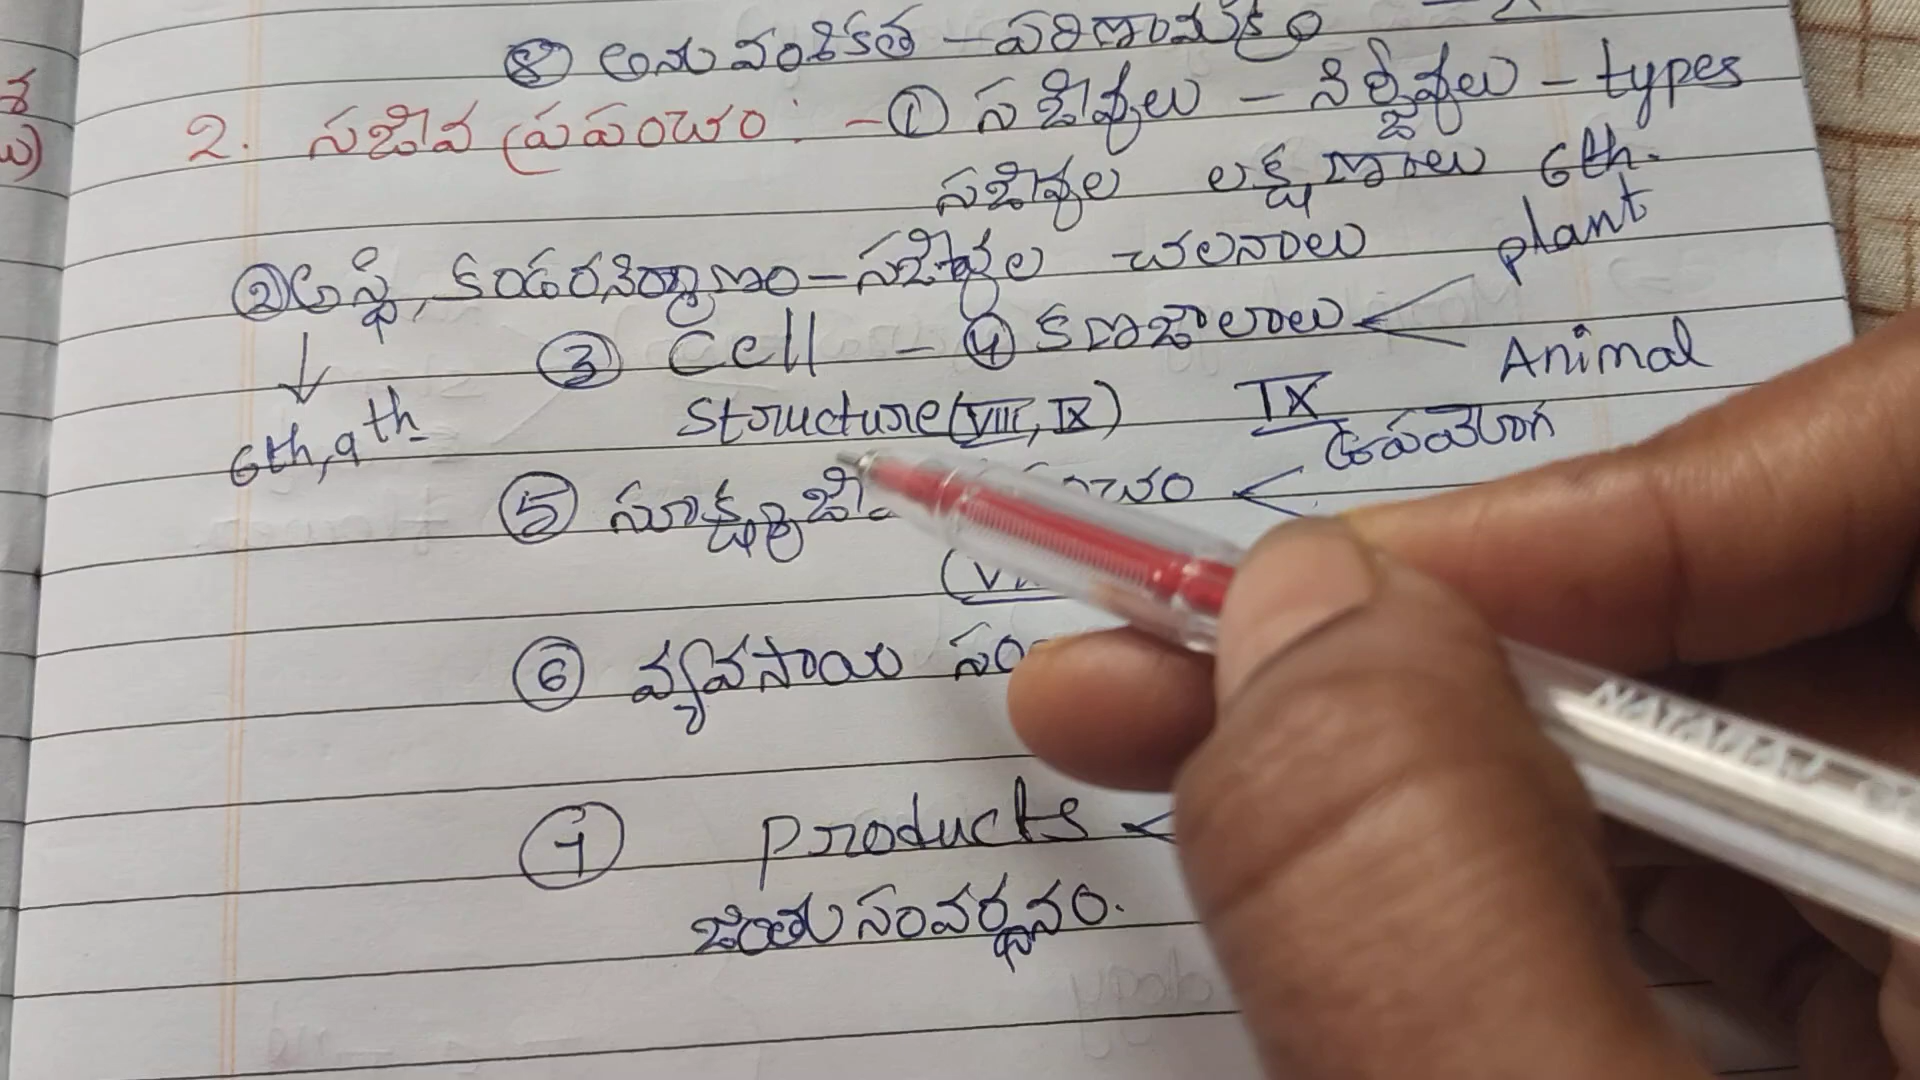 ⑧ అనువంశికత - పరిణామక్రమం
2. సజీవ ప్రపంచం: - ① సజీవులు - నిర్జీవులు - types
సజీవుల లక్షణాలు 6th.
② అస్థి, కండర నిర్మాణం - సజీవుల చలనాలు
↓ 6th, 9th
③ Cell - ④ కణజాలాలు
plant
Animal
Structure (VIII, IX) IX
⑤ సూక్ష్మజీ
ఉపయోగ
⑥ వ్యవసాయ
⑦ Products
జంతు సంవర్ధనం.
NATARAJ